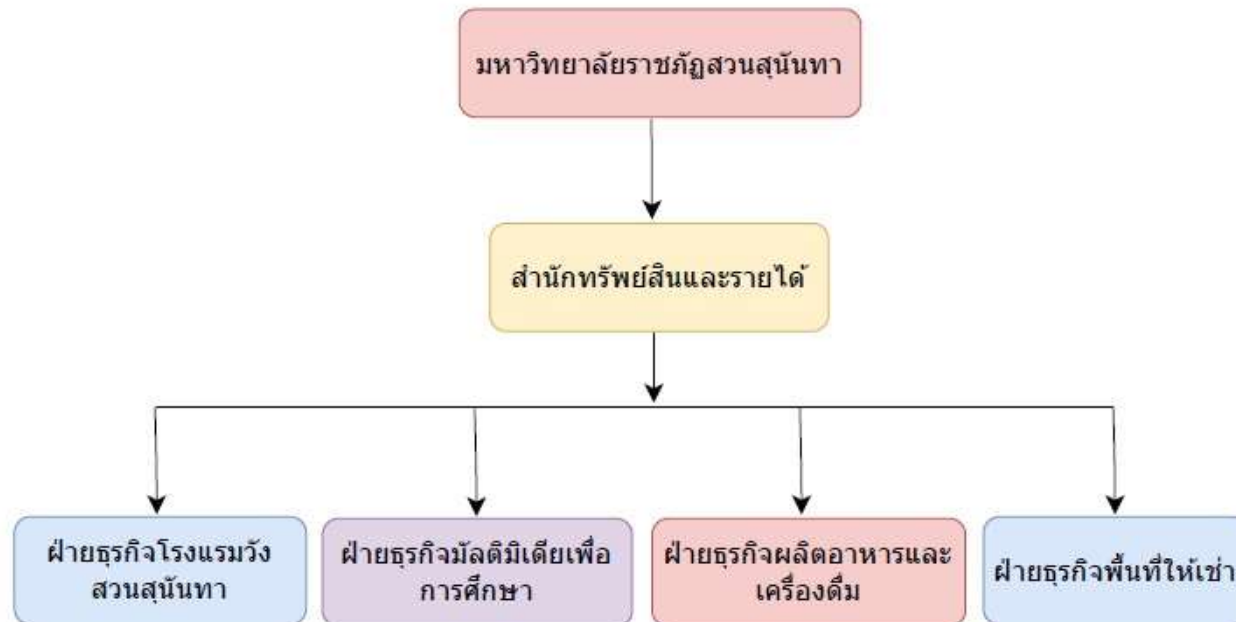 มหาวิทยาลัยราชภัฏสวนสุนันทา
สำนักทรัพย์สินและรายได้
ฝ่ายธุรกิจโรงแรมวัง
สวนสุนันทา
ฝ่ายธุรกิจมัลติมิเดียเพื่อ
การศึกษา
ฝ่ายธุรกิจผลิตอาหารและ
เครื่องดื่ม
ฝ่ายธุรกิจพื้นที่ให้เช่า